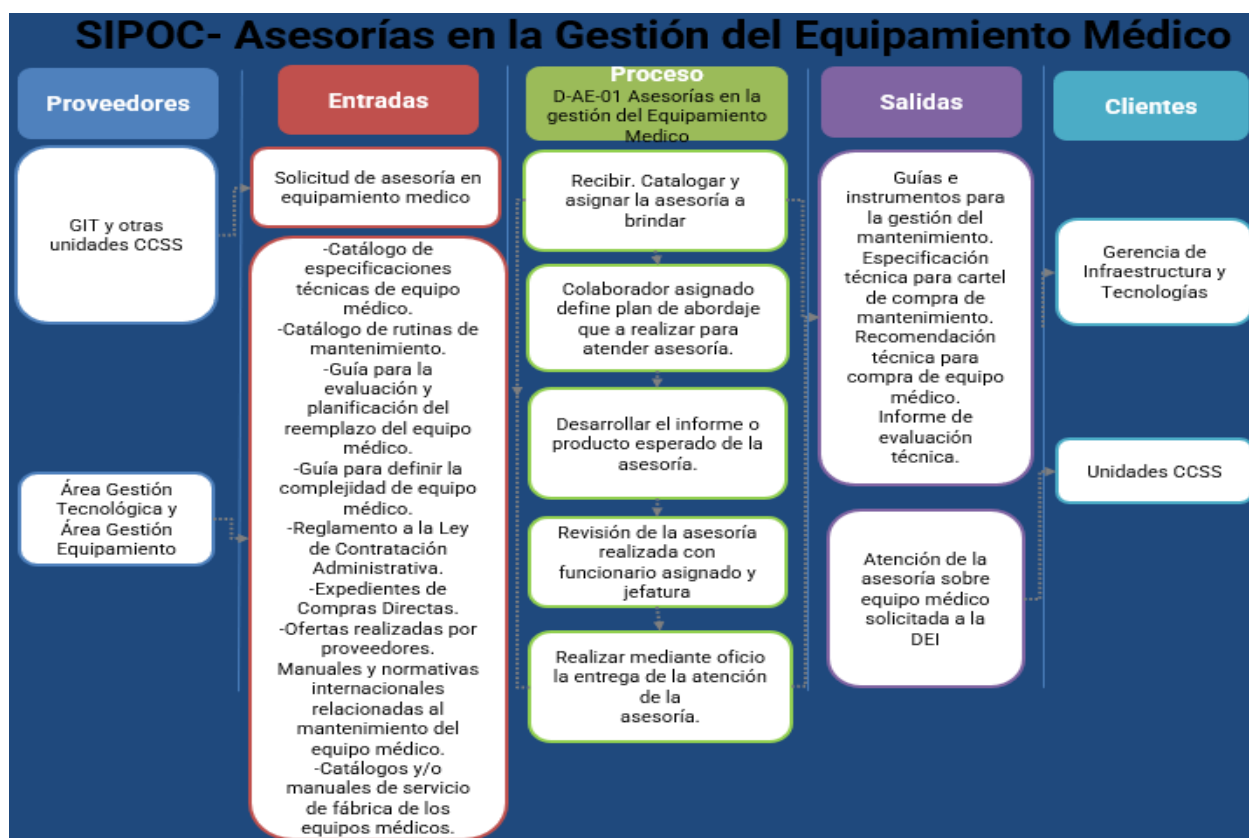 SIPOC- Asesorías en la Gestión del Equipamiento Médico
Proveedores
GIT y otras
unidades CCSS
Área Gestión
Tecnológica y
Área Gestión
Equipamiento
Entradas
Solicitud de asesoría en
equipamiento medico
-Catálogo de
especificaciones
técnicas de equipo
médico.
-Catálogo de rutinas de
mantenimiento.
-Guía para la
evaluación y
planificación del
reemplazo del equipo
médico.
-Guía para definir la
complejidad de equipo
médico.
-Reglamento a la Ley
de Contratación
Administrativa.
-Expedientes de
Compras Directas.
-Ofertas realizadas por
proveedores.
Manuales y normativas
internacionales
relacionadas al
mantenimiento del
equipo médico.
-Catálogos y/o
manuales de servicio
de fábrica de los
equipos médicos.
Proceso
D-AE-01 Asesorías en la
gestión del Equipamiento
Medico
Recibir. Catalogar y
asignar la asesoría a
brindar
Colaborador asignado
define plan de abordaje
que a realizar para
atender asesoría.
Desarrollar el informe o
producto esperado de la
asesoría.
Revisión de la asesoría
realizada con
funcionario asignado y
jefatura
Realizar mediante oficio
la entrega de la atención
de la
asesoría.
Salidas
Guías e
instrumentos para
la gestión del
mantenimiento.
Especificación
técnica para cartel
de compra de
mantenimiento.
Recomendación
técnica para
compra de equipo
médico.
Informe de
evaluación
técnica.
Atención de la
asesoría sobre
equipo médico
solicitada a la
DEI
Clientes
Gerencia de
Infraestructura y
Tecnologías
Unidades CCSS